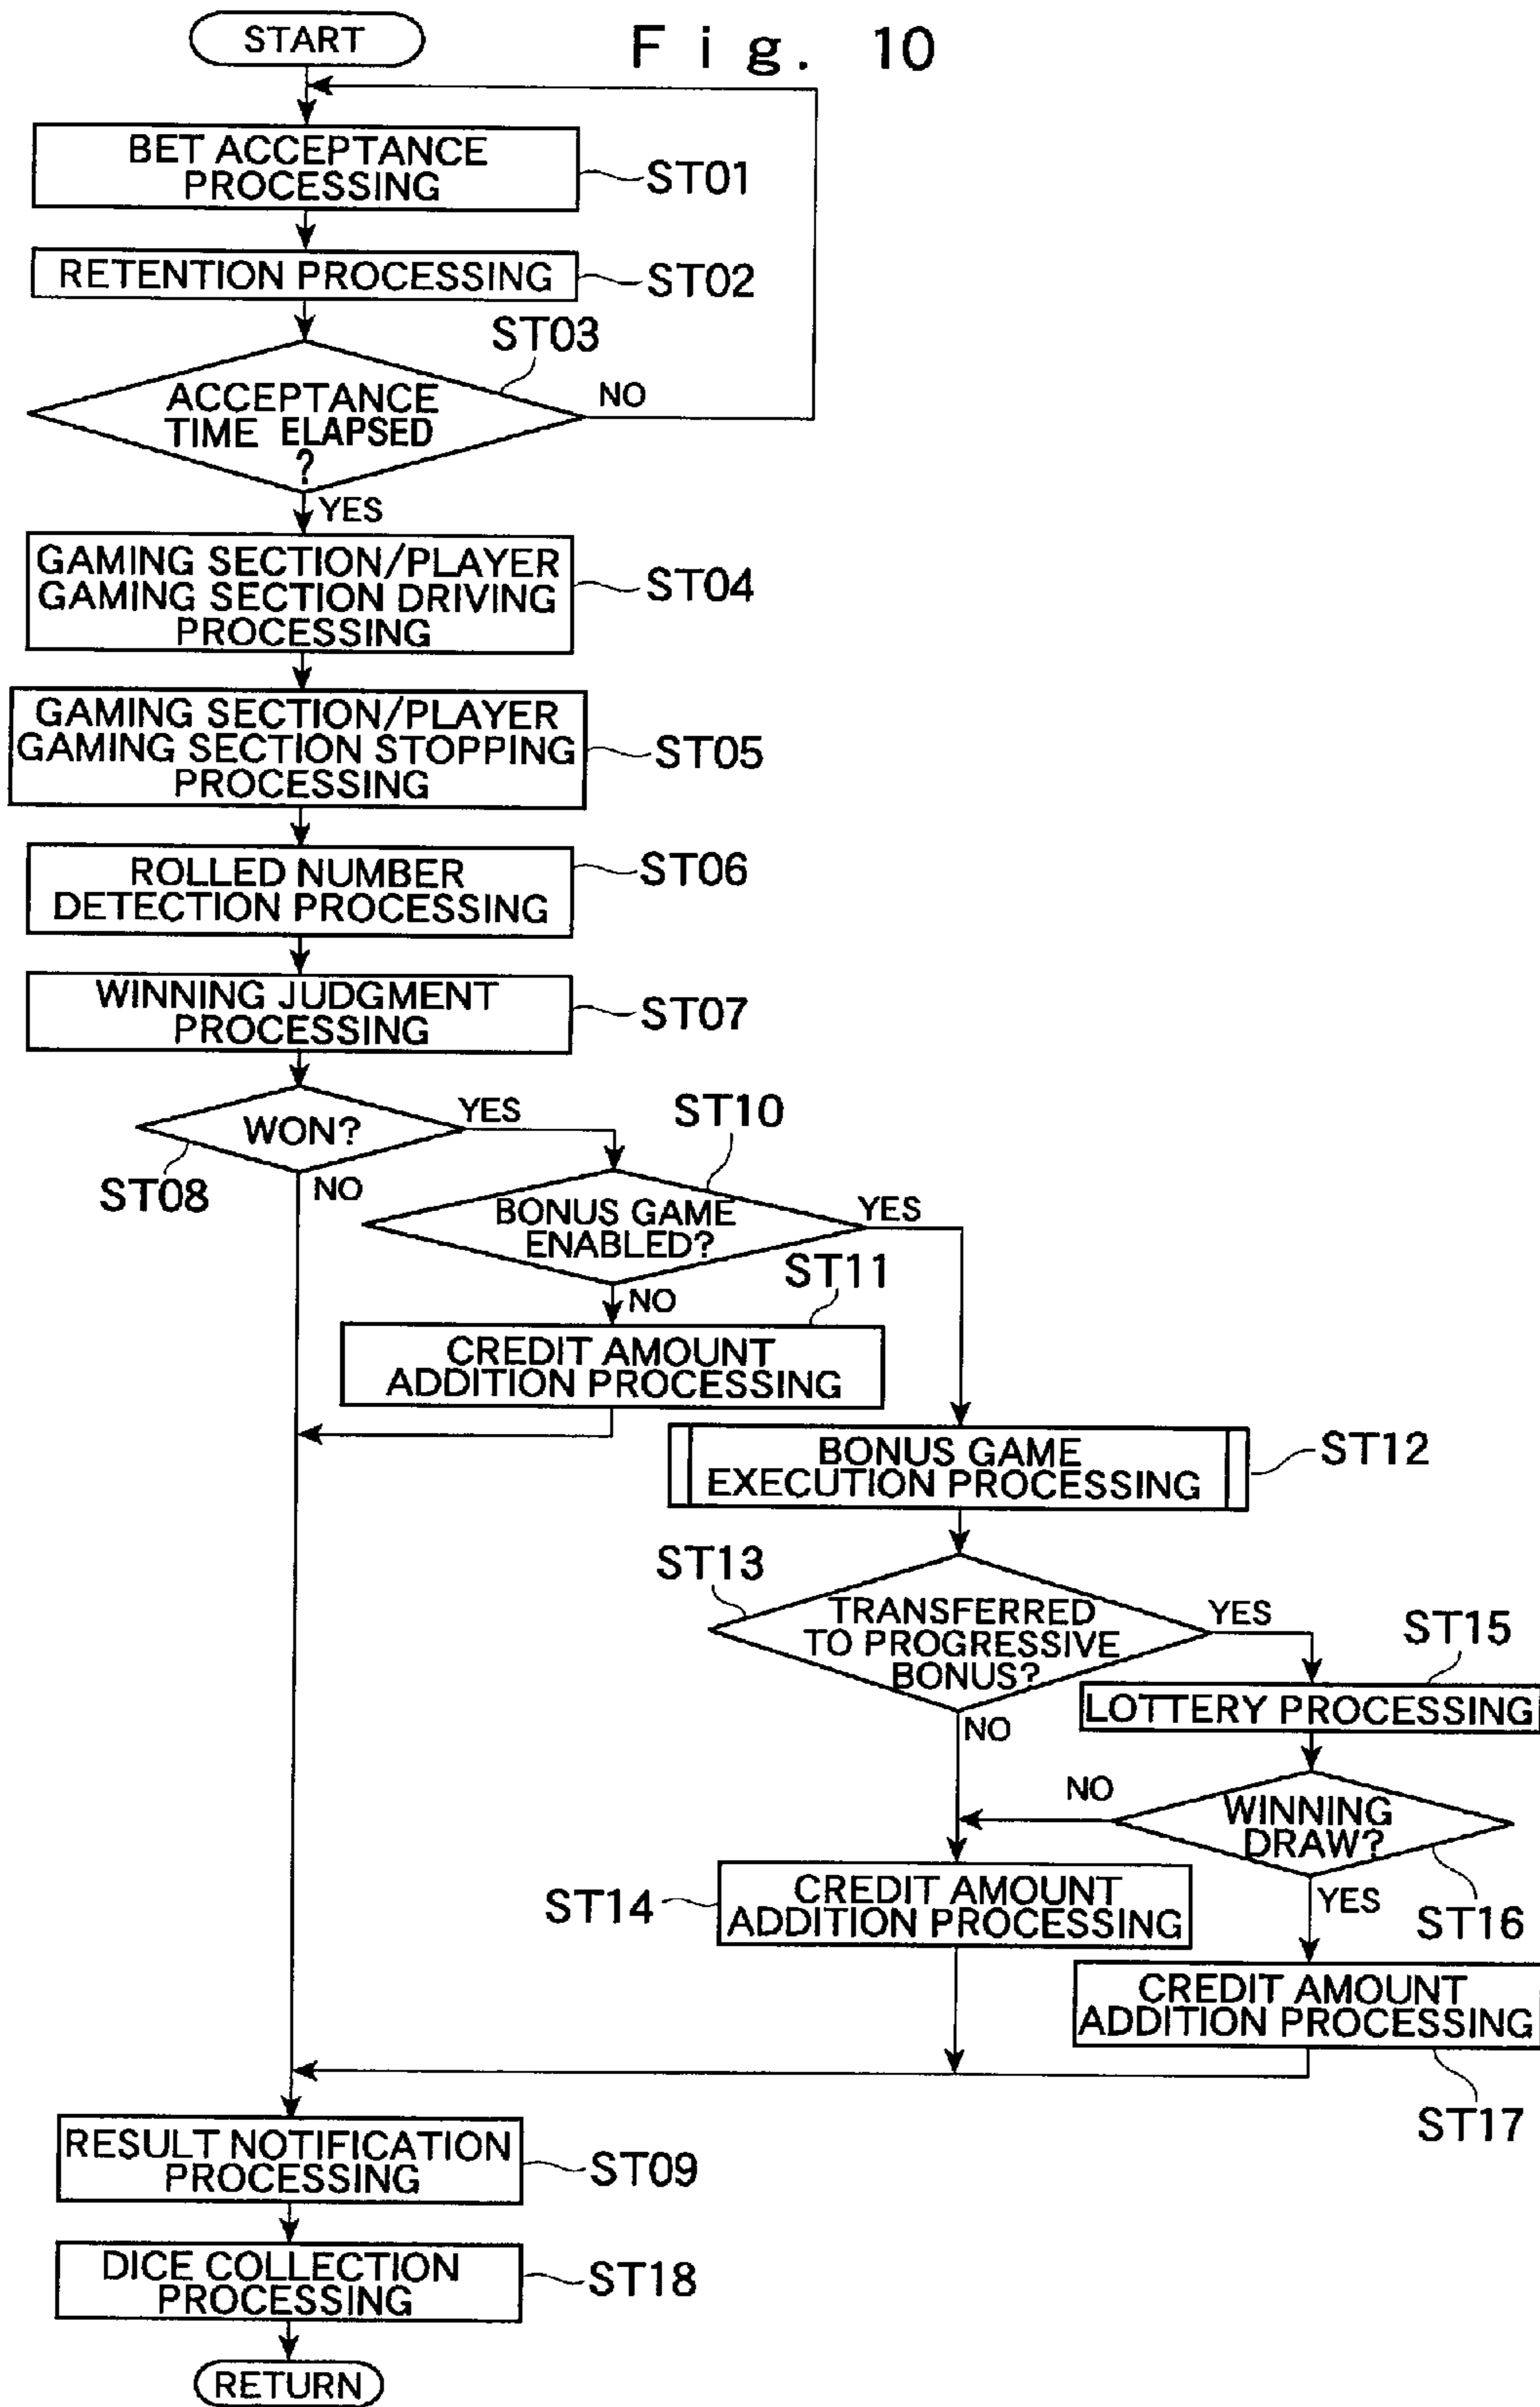 START
Fig. 10
BET ACCEPTANCE
PROCESSING
ST01
RETENTION PROCESSING
ST02
ST03
ACCEPTANCE
TIME ELAPSED
?
NO
YES
GAMING SECTION/PLAYER
GAMING SECTION DRIVING
PROCESSING
ST04
GAMING SECTION/PLAYER
GAMING SECTION STOPPING
PROCESSING
ST05
ROLLED NUMBER
DETECTION PROCESSING
ST06
WINNING JUDGMENT
PROCESSING
ST07
WON?
YES
ST08
NO
ST10
BONUS GAME
ENABLED?
YES
NO
ST11
CREDIT AMOUNT
ADDITION PROCESSING
BONUS GAME
EXECUTION PROCESSING
ST12
ST13
TRANSFERRED
TO PROGRESSIVE
BONUS?
YES
NO
ST15
LOTTERY PROCESSING
NO
WINNING
DRAW?
YES
ST16
ST14
CREDIT AMOUNT
ADDITION PROCESSING
CREDIT AMOUNT
ADDITION PROCESSING
ST17
RESULT NOTIFICATION
PROCESSING
ST09
DICE COLLECTION
PROCESSING
ST18
RETURN